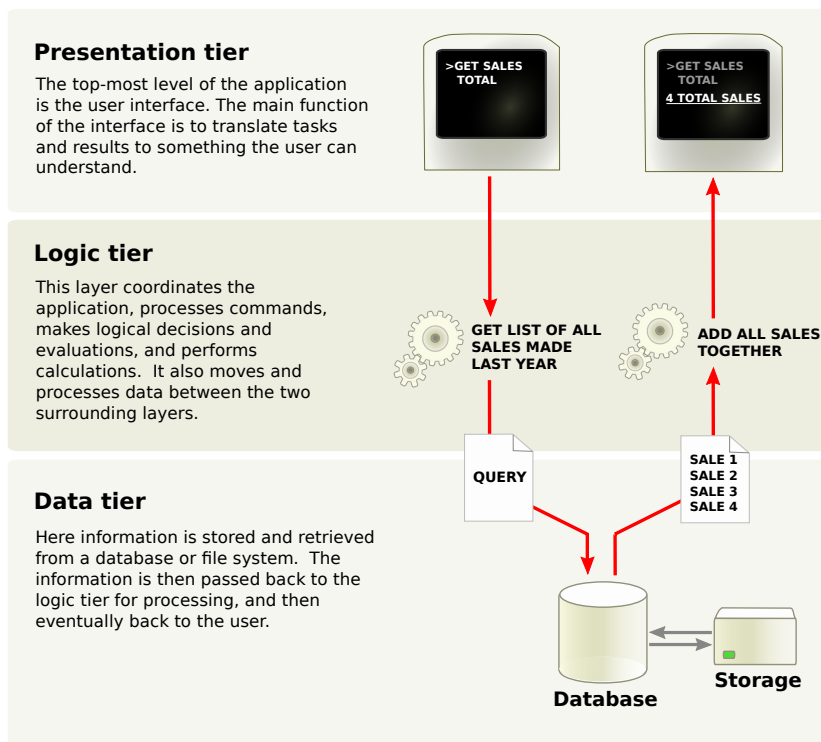 Presentation tier
The top-most level of the application
is the user interface. The main function
of the interface is to translate tasks
and results to something the user can
understand.
>GET SALES
TOTAL
>GET SALES
TOTAL
4 TOTAL SALES
Logic tier
This layer coordinates the
application, processes commands,
makes logical decisions and
evaluations, and performs
calculations.  It also moves and
processes data between the two
surrounding layers.
GET LIST OF ALL
SALES MADE
LAST YEAR
ADD ALL SALES
TOGETHER
QUERY
SALE 1
SALE 2
SALE 3
SALE 4
Data tier
Here information is stored and retrieved
from a database or file system.  The
information is then passed back to the
logic tier for processing, and then
eventually back to the user.
Database
Storage